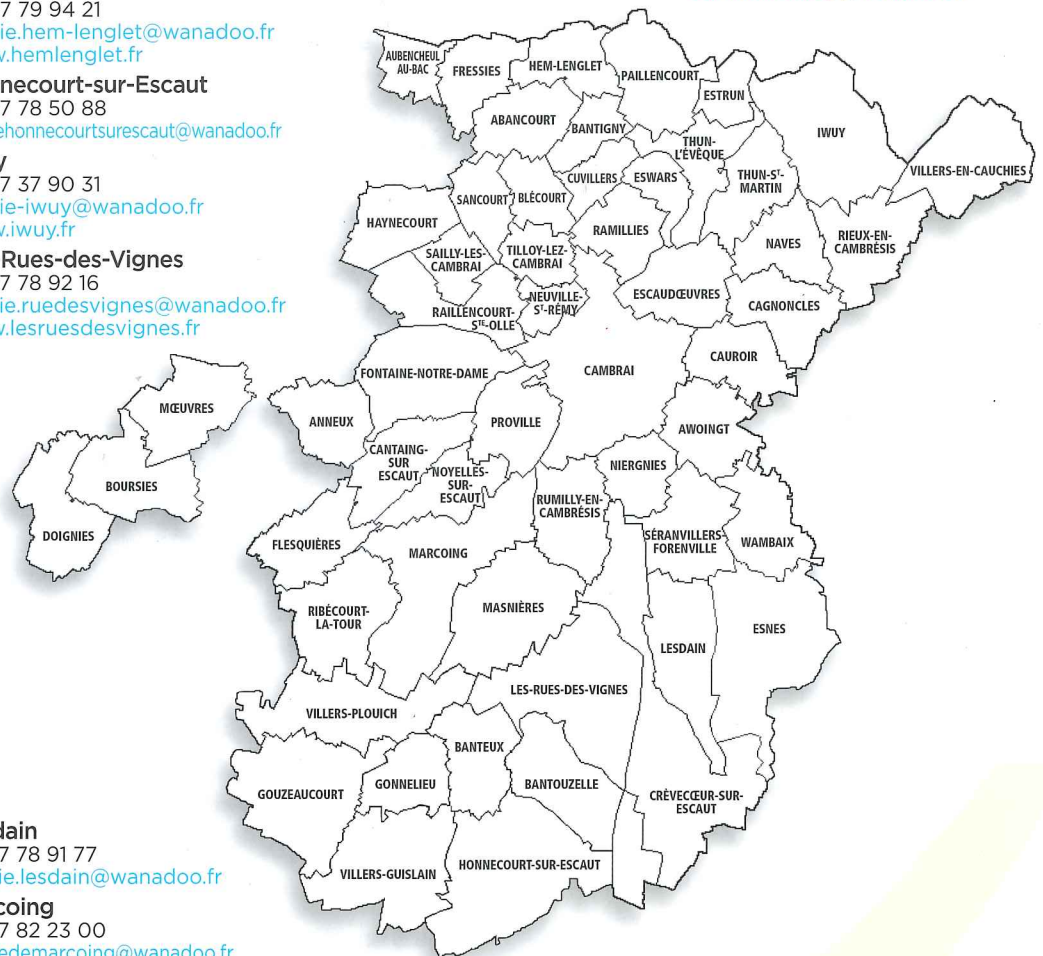 7 79 94 21
ie.hem-lenglet@wanadoo.fr
.hemlenglet.fr
necourt-sur-Escaut
7 78 50 88
ehonnecourtsurescaut@wanadoo.fr
y
7 37 90 31
ie-iwuy@wanadoo.fr
.iwuy.fr
Rues-des-Vignes
7 78 92 16
ie.ruedesvignes@wanadoo.fr
.lesruesdesvignes.fr
AUBENCHEUL
AU-BAC
FRESSIES
HEM-LENGLET
PAILLENCOURT
ESTRUN
ABANCOURT
BANTIGNY
THUN-
L'ÉVÊQUE
IWUY
VILLERS-EN-CAUCHIES
CUVILLERS
ESWARS
THUN-ST-
MARTIN
SANCOURT
BLÉCOURT
HAYNECOURT
RAMILLIES
NAVES
RIEUX-EN-
CAMBRÉSIS
SAILLY-LES-
CAMBRAI
TILLOY-LEZ-
CAMBRAI
ESCAUDŒUVRES
CAGNONCLES
NEUVILLE-
ST-RÉMY
RAILLENCOURT-
STE-OLLE
CAUROIR
FONTAINE-NOTRE-DAME
CAMBRAI
MŒUVRES
ANNEUX
PROVILLE
AWOINGT
CANTAING-
SUR
ESCAUT
NOYELLES-
SUR-
ESCAUT
NIERGNIES
BOURSIES
RUMILLY-EN-
CAMBRÉSIS
DOIGNIES
FLESQUIÈRES
MARCOING
SÉRANVILLERS-
FORENVILLE
WAMBAIX
RIBÉCOURT-
LA-TOUR
MASNIÈRES
ESNES
LESDAIN
LES-RUES-DES-VIGNES
VILLERS-PLOUICH
BANTEUX
GOUZEAUCOURT
GONNELIEU
BANTOUZELLE
CRÈVECŒUR-SUR-
ESCAUT
VILLERS-GUISLAIN
HONNECOURT-SUR-ESCAUT
dain
7 78 91 77
ie.lesdain@wanadoo.fr
coing
7 82 23 00
edemarcoing@wanadoo.fr